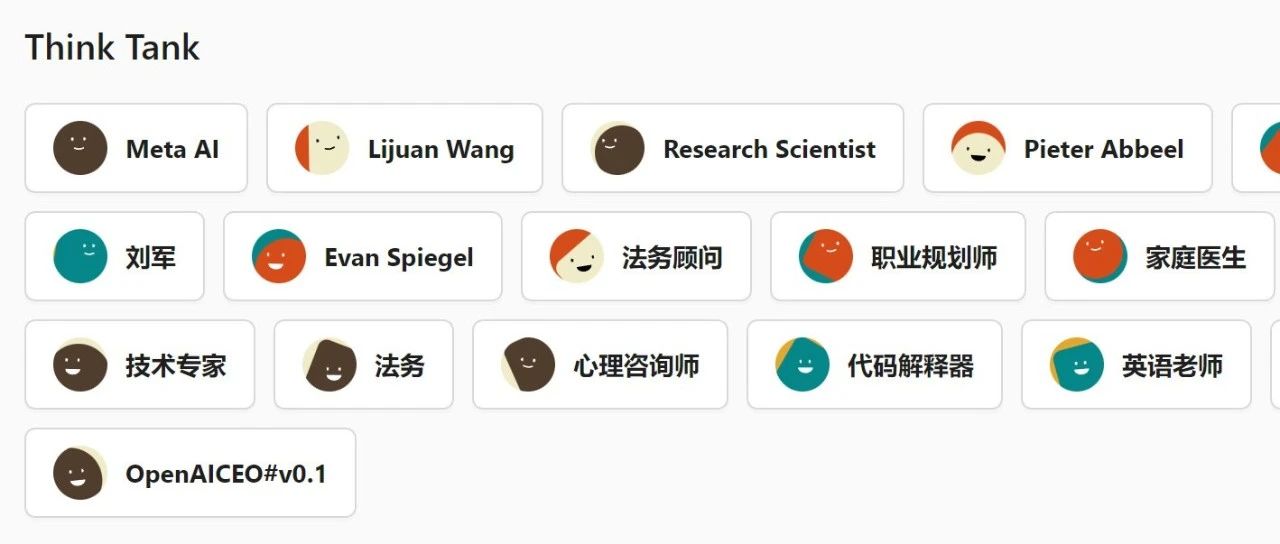 Think Tank
Meta AI Lijuan Wang Research Scientist Pieter Abbeel
刘军 Evan Spiegel 法务顾问 职业规划师 家庭医生
技术专家 法务 心理咨询师 代码解释器 英语老师
OpenAICEO#v0.1